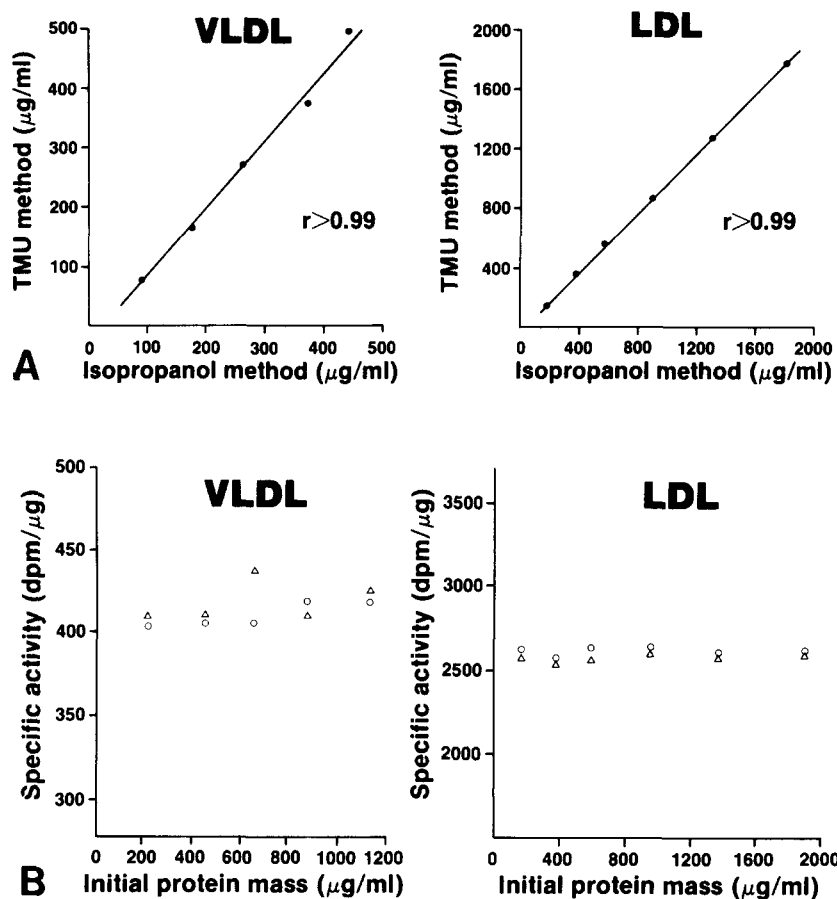 VLDL
500
400
300
200
100
TMU method (μg/ml)
r>0.99
0 100 200 300 400 500
Isopropanol method (μg/ml)
LDL
2000
1600
1200
800
400
TMU method (μg/ml)
r>0.99
0 400 800 1200 1600 2000
Isopropanol method (μg/ml)
A
VLDL
500
450
400
350
300
Specific activity (dpm/μg)
0 200 400 600 800 1000 1200
Initial protein mass (μg/ml)
LDL
3500
3000
2500
2000
Specific activity (dpm/μg)
0 400 800 1200 1600 2000
Initial protein mass (μg/ml)
B